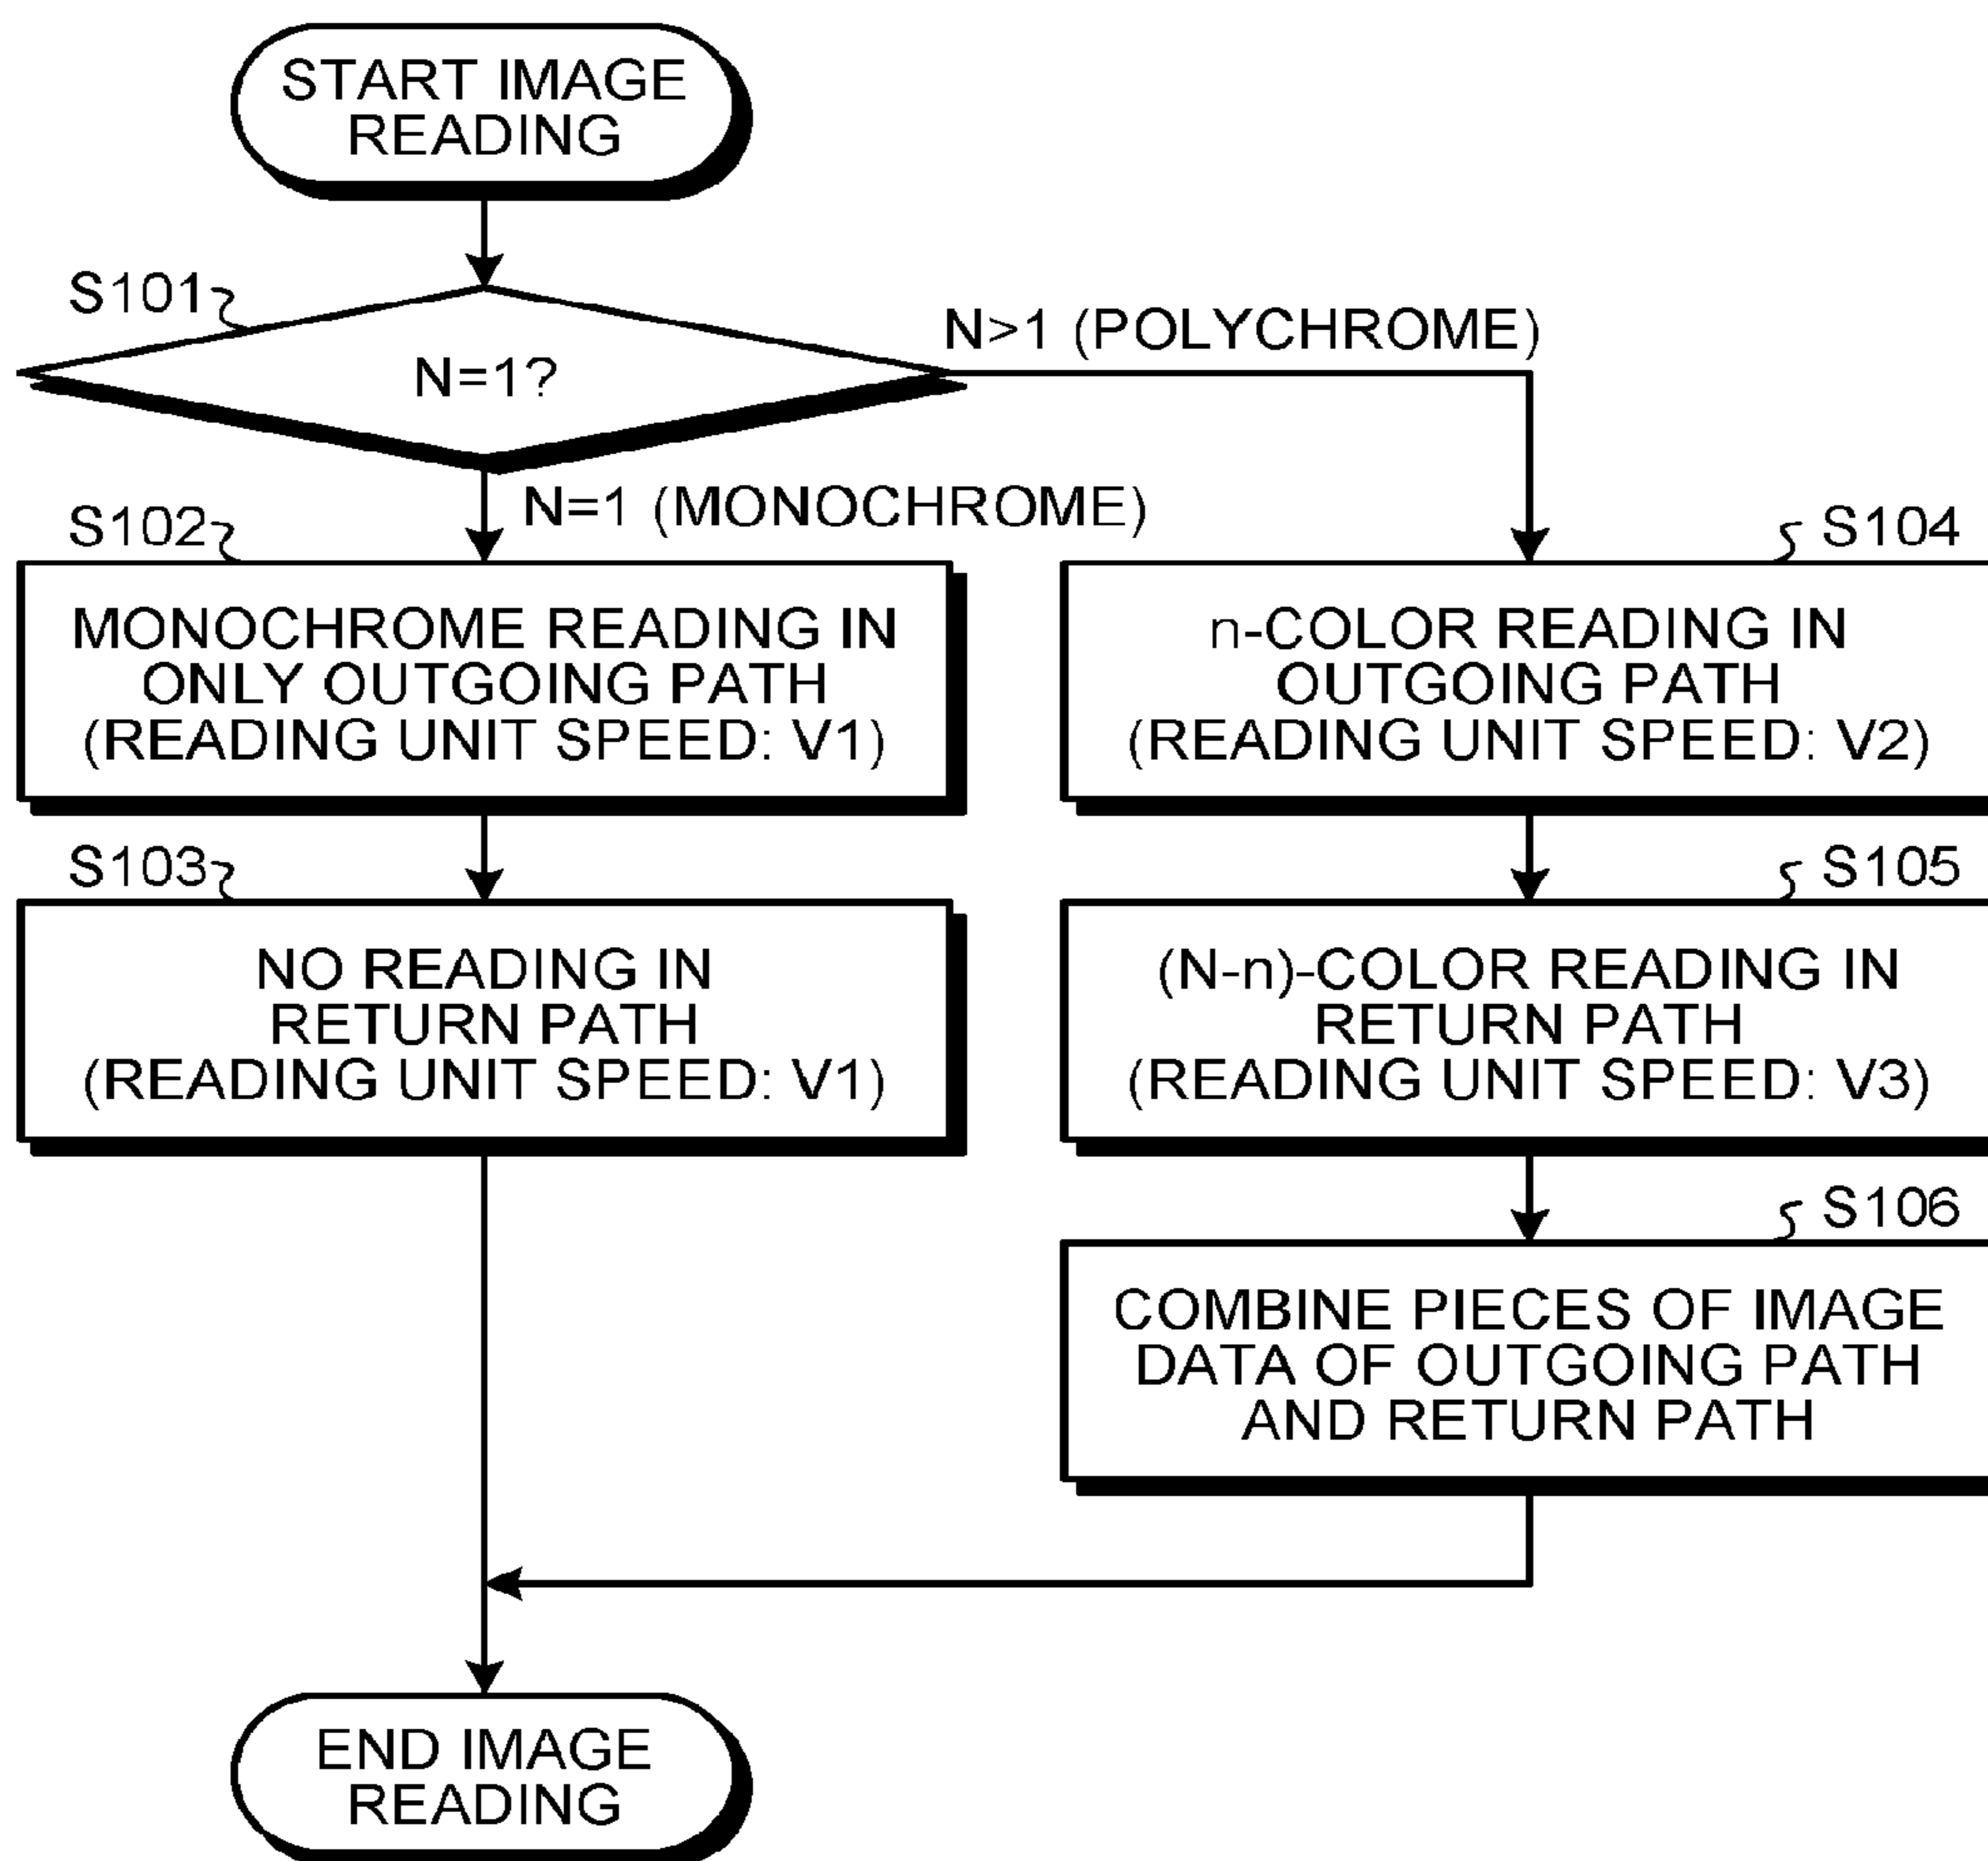 START IMAGE
READING
S101
N=1?
N>1 (POLYCHROME)
N=1 (MONOCHROME)
S102
MONOCHROME READING IN
ONLY OUTGOING PATH
(READING UNIT SPEED: V1)
S103
NO READING IN
RETURN PATH
(READING UNIT SPEED: V1)
S104
n-COLOR READING IN
OUTGOING PATH
(READING UNIT SPEED: V2)
S105
(N-n)-COLOR READING IN
RETURN PATH
(READING UNIT SPEED: V3)
S106
COMBINE PIECES OF IMAGE
DATA OF OUTGOING PATH
AND RETURN PATH
END IMAGE
READING